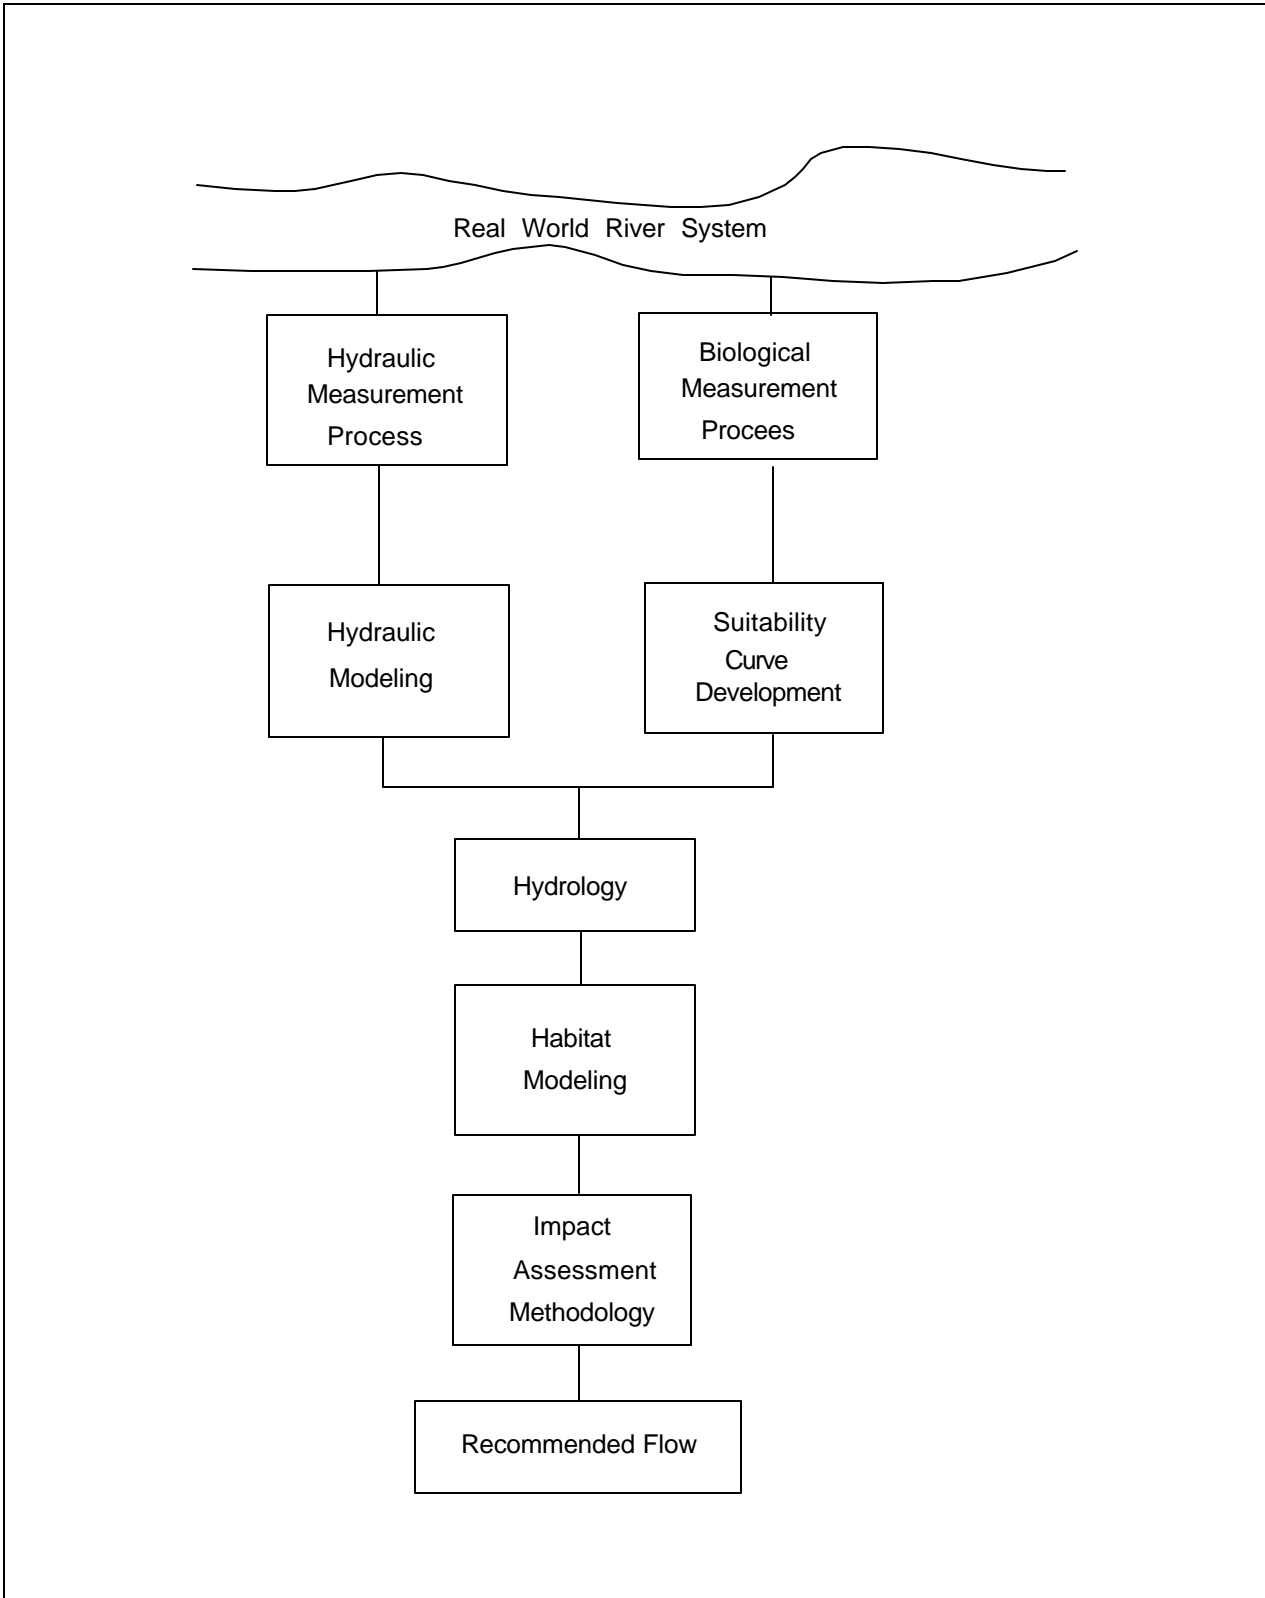 Real World River System
Hydraulic
Measurement
Process
Biological
Measurement
Procees
Hydraulic
Modeling
Suitability
Curve
Development
Hydrology
Habitat
Modeling
Impact
Assessment
Methodology
Recommended Flow